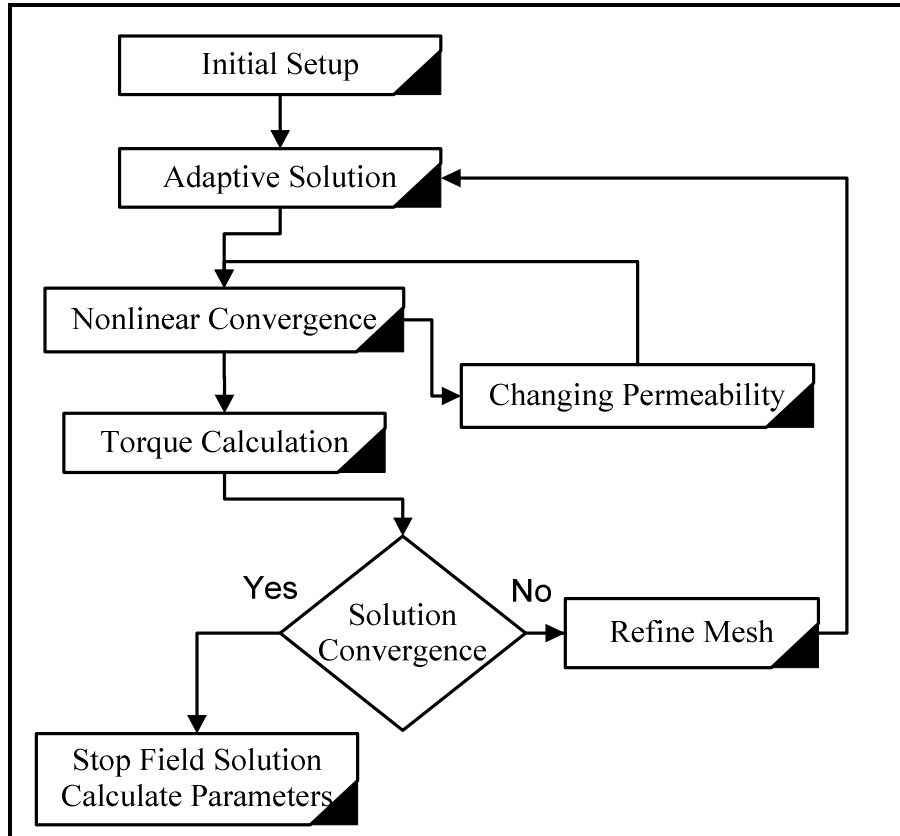 Initial Setup
Adaptive Solution
Nonlinear Convergence
Changing Permeability
Torque Calculation
Yes
No
Solution
Convergence
Refine Mesh
Stop Field Solution
Calculate Parameters